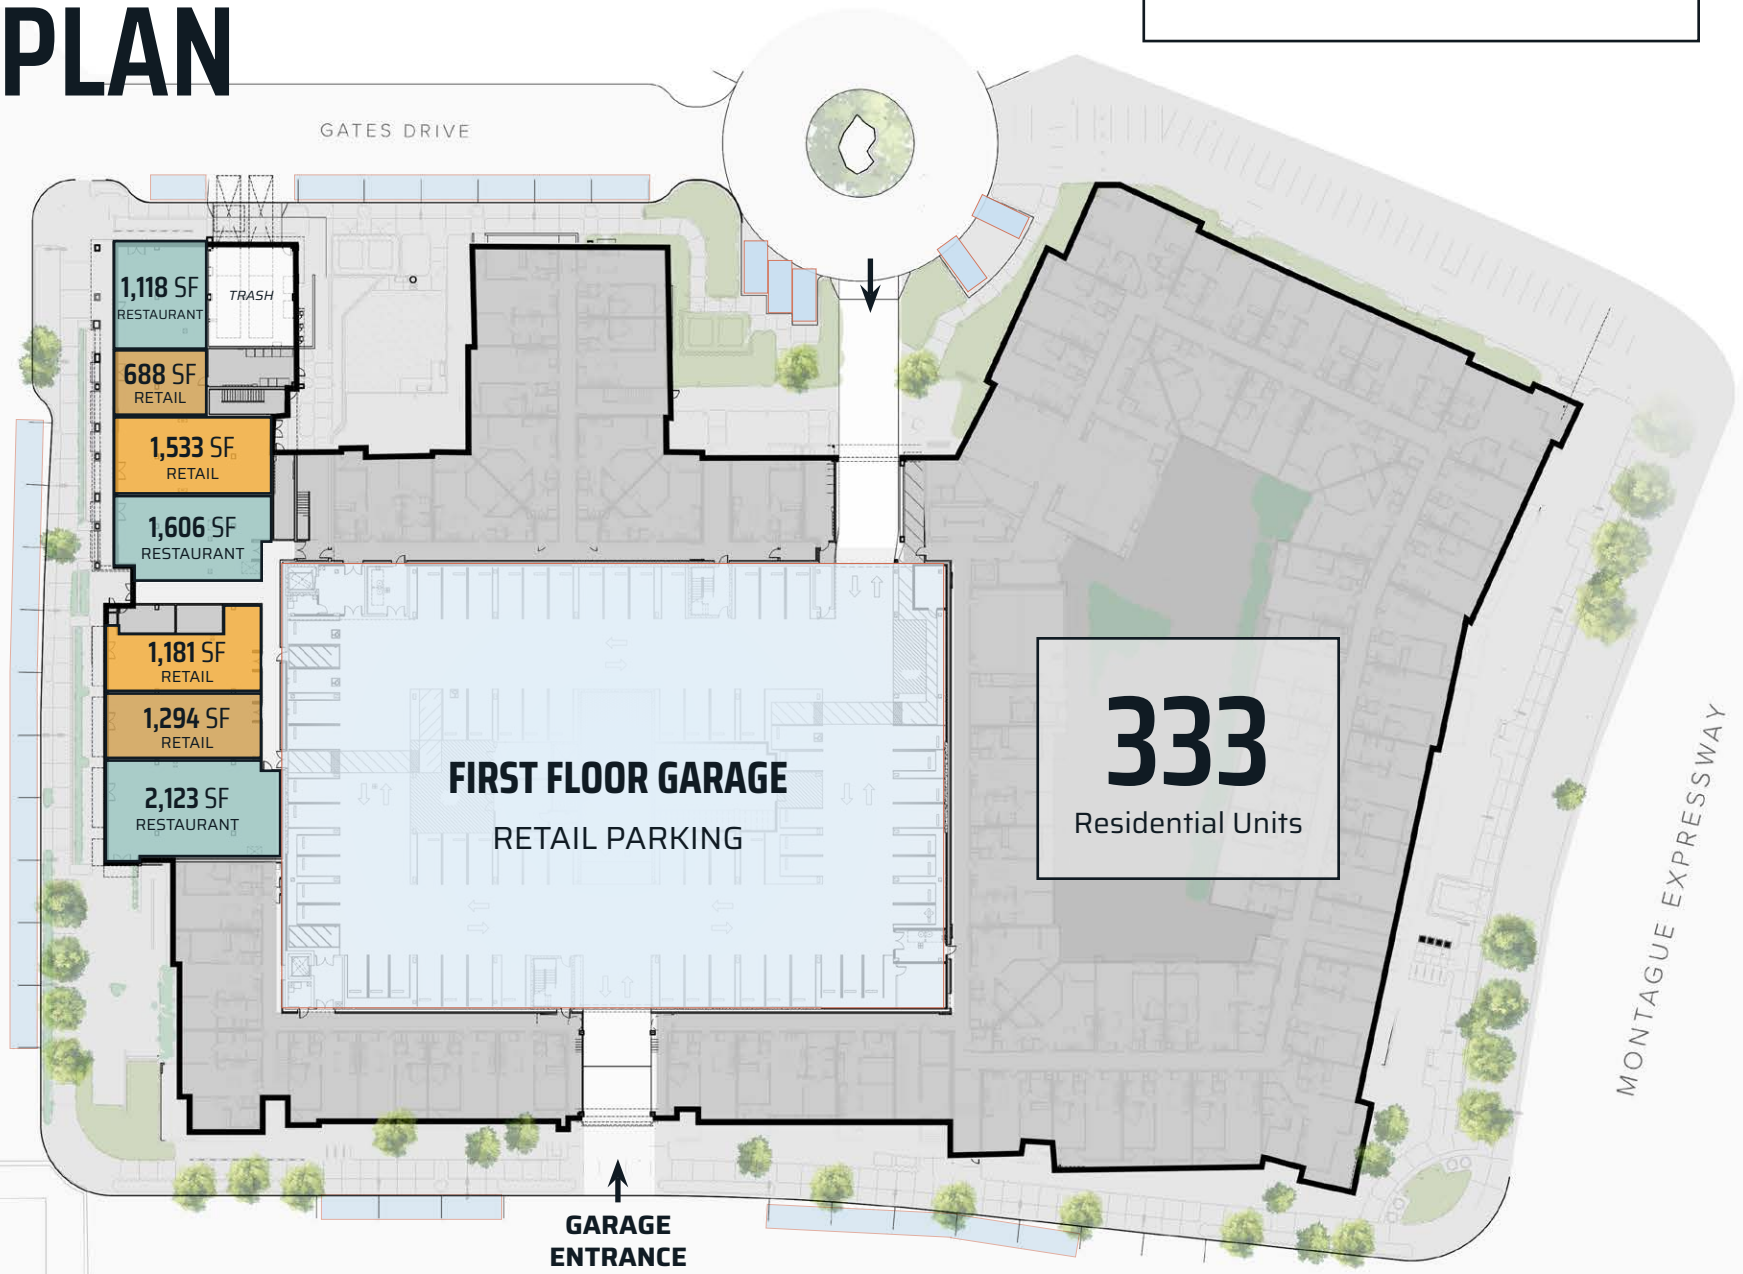 PLAN
GATES DRIVE
1,118 SF
RESTAURANT
TRASH
688 SF
RETAIL
1,533 SF
RETAIL
1,606 SF
RESTAURANT
1,181 SF
RETAIL
1,294 SF
RETAIL
2,123 SF
RESTAURANT
FIRST FLOOR GARAGE
RETAIL PARKING
333
Residential Units
MONTAGUE EXPRESSWAY
GARAGE
ENTRANCE